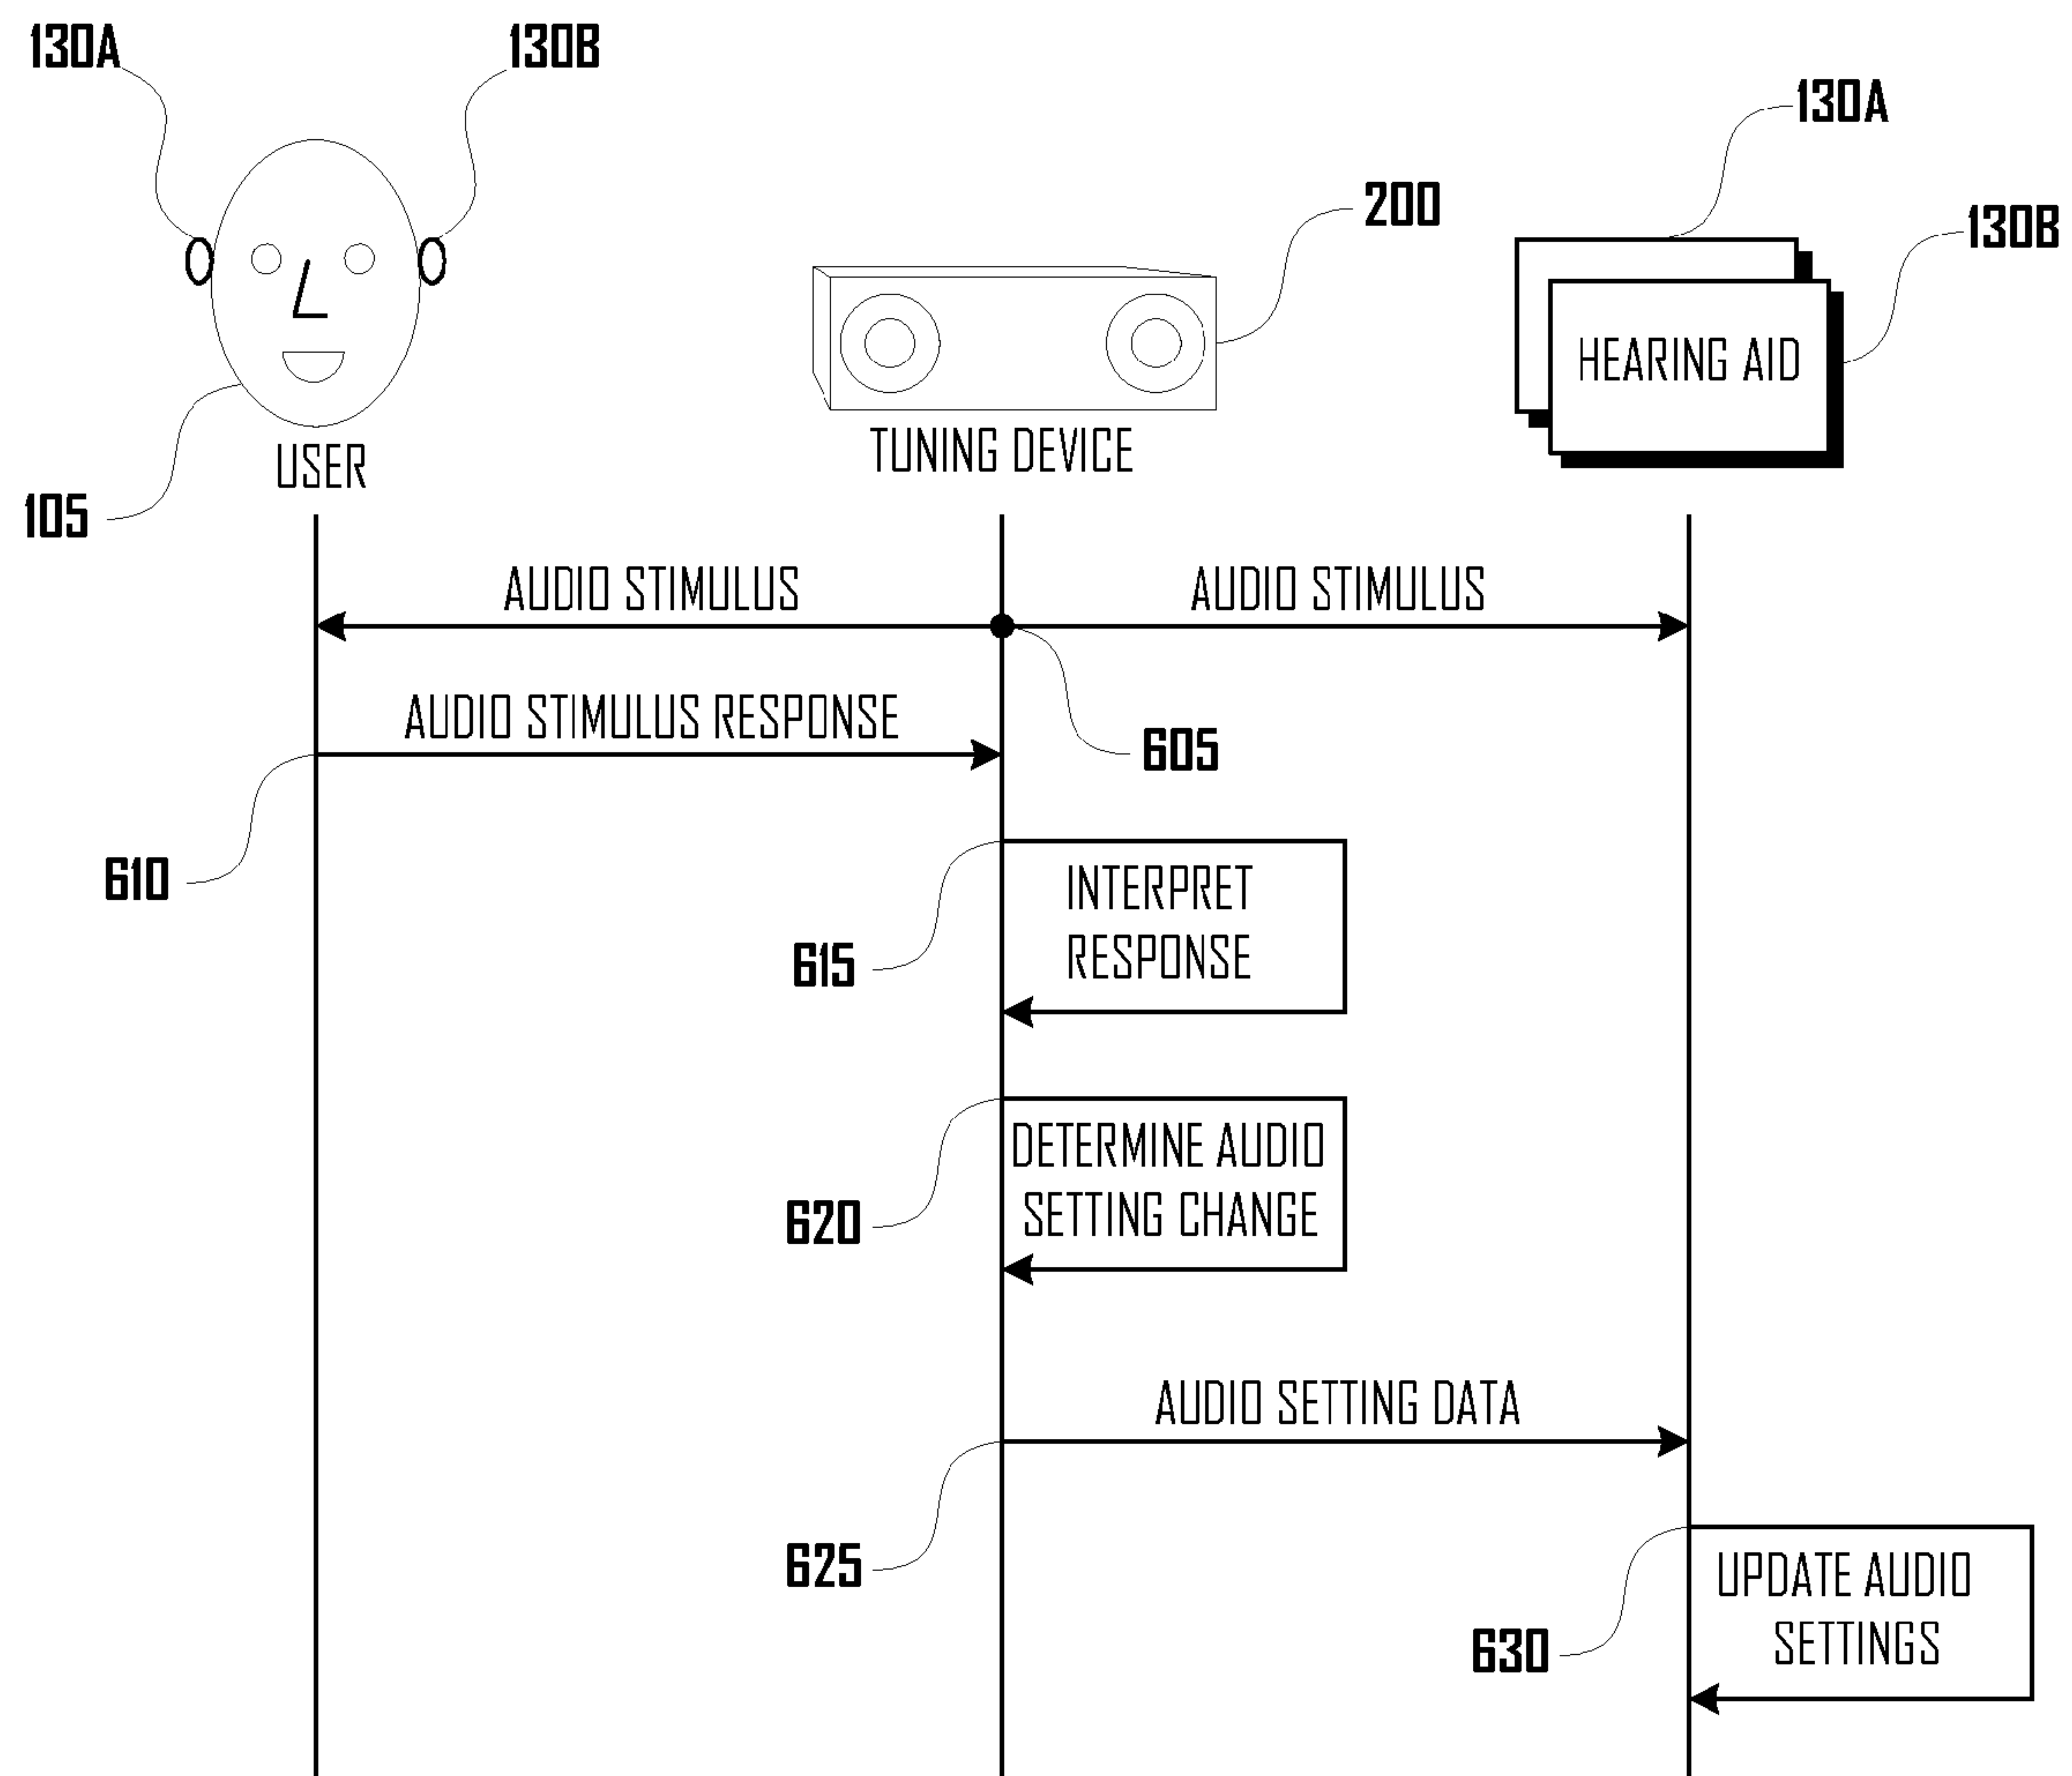 130A
130B
130A
200
130B
HEARING AID
TUNING DEVICE
USER
105
AUDIO STIMULUS
AUDIO STIMULUS
AUDIO STIMULUS RESPONSE
605
610
INTERPRET
RESPONSE
615
DETERMINE AUDIO
SETTING CHANGE
620
AUDIO SETTING DATA
625
UPDATE AUDIO
SETTINGS
630